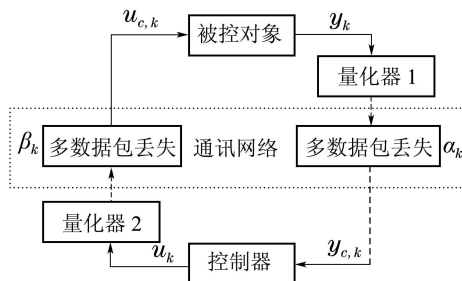 u_{c,k}
被控对象
y_k
量化器 1
β_k
多数据包丢失
通讯网络
多数据包丢失
α_k
量化器 2
u_k
控制器
y_{c,k}